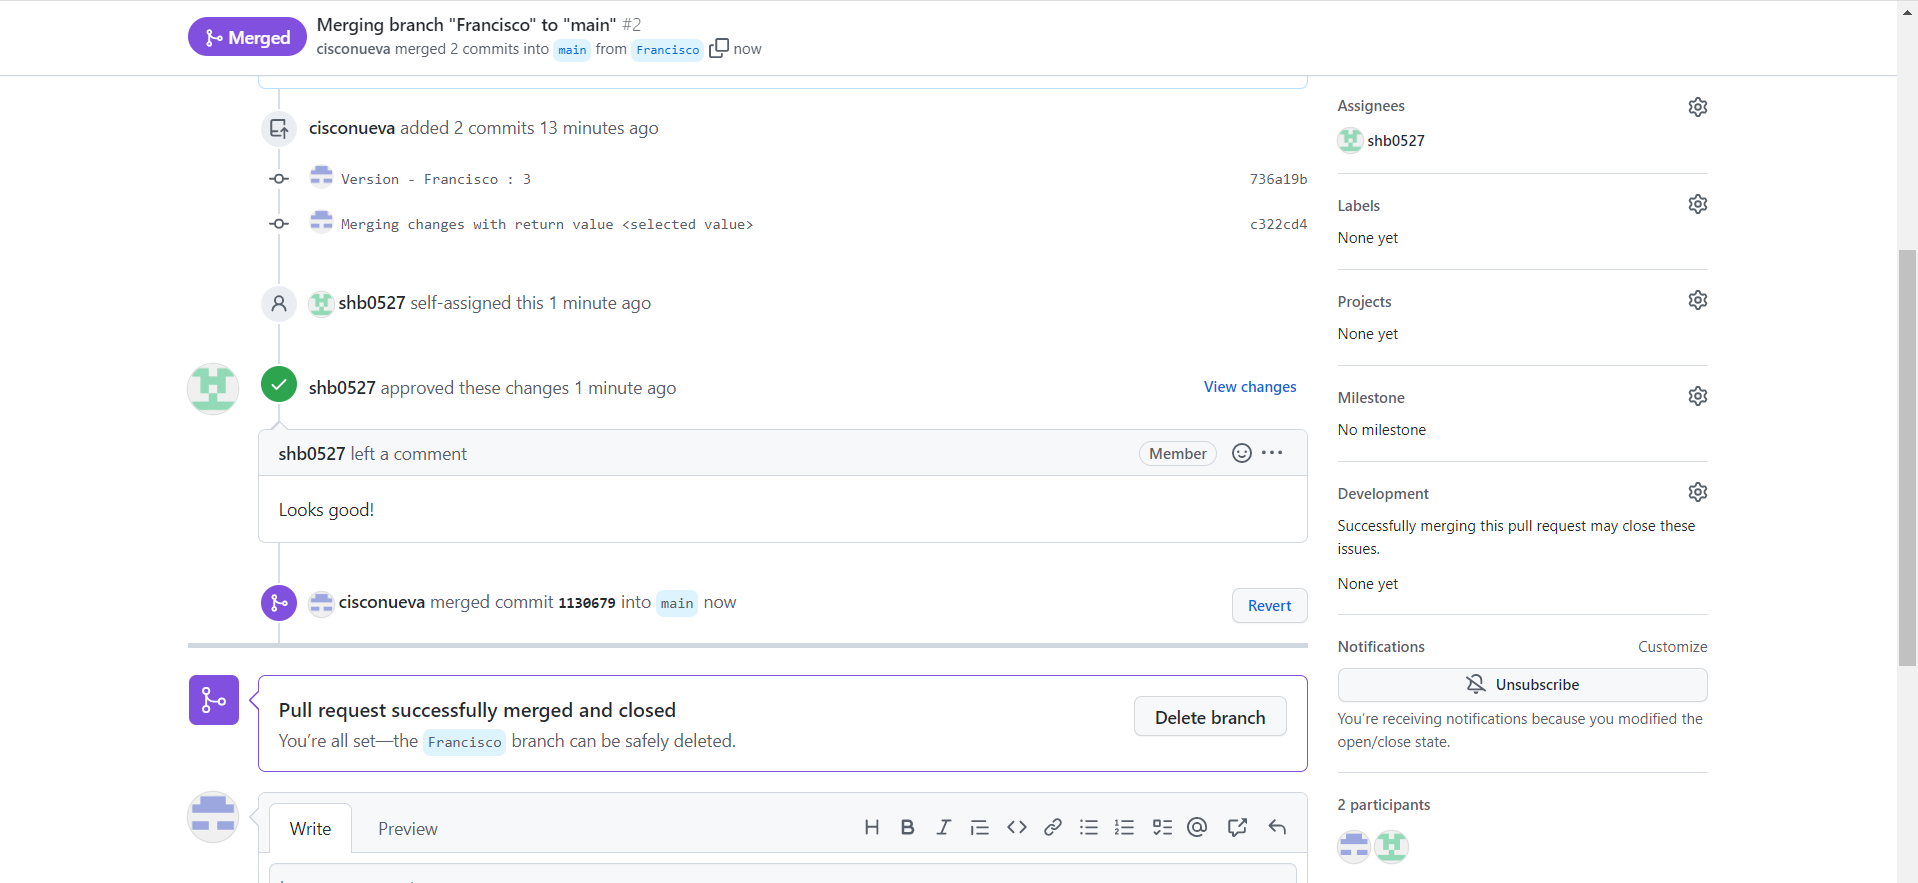 Merged
Merging branch "Francisco" to "main" #2
cisconueva merged 2 commits into main from Francisco now
cisconueva added 2 commits 13 minutes ago
Version - Francisco : 3 736a19b
Merging changes with return value <selected value> c322cd4
shb0527 self-assigned this 1 minute ago
shb0527 approved these changes 1 minute ago View changes
shb0527 left a comment Member
Looks good!
cisconueva merged commit 1130679 into main now Revert
Pull request successfully merged and closed
You're all set—the Francisco branch can be safely deleted.
Delete branch
Write Preview
Assignees
shb0527
Labels
None yet
Projects
None yet
Milestone
No milestone
Development
Successfully merging this pull request may close these
issues.
None yet
Notifications Customize
Unsubscribe
You're receiving notifications because you modified the
open/close state.
2 participants